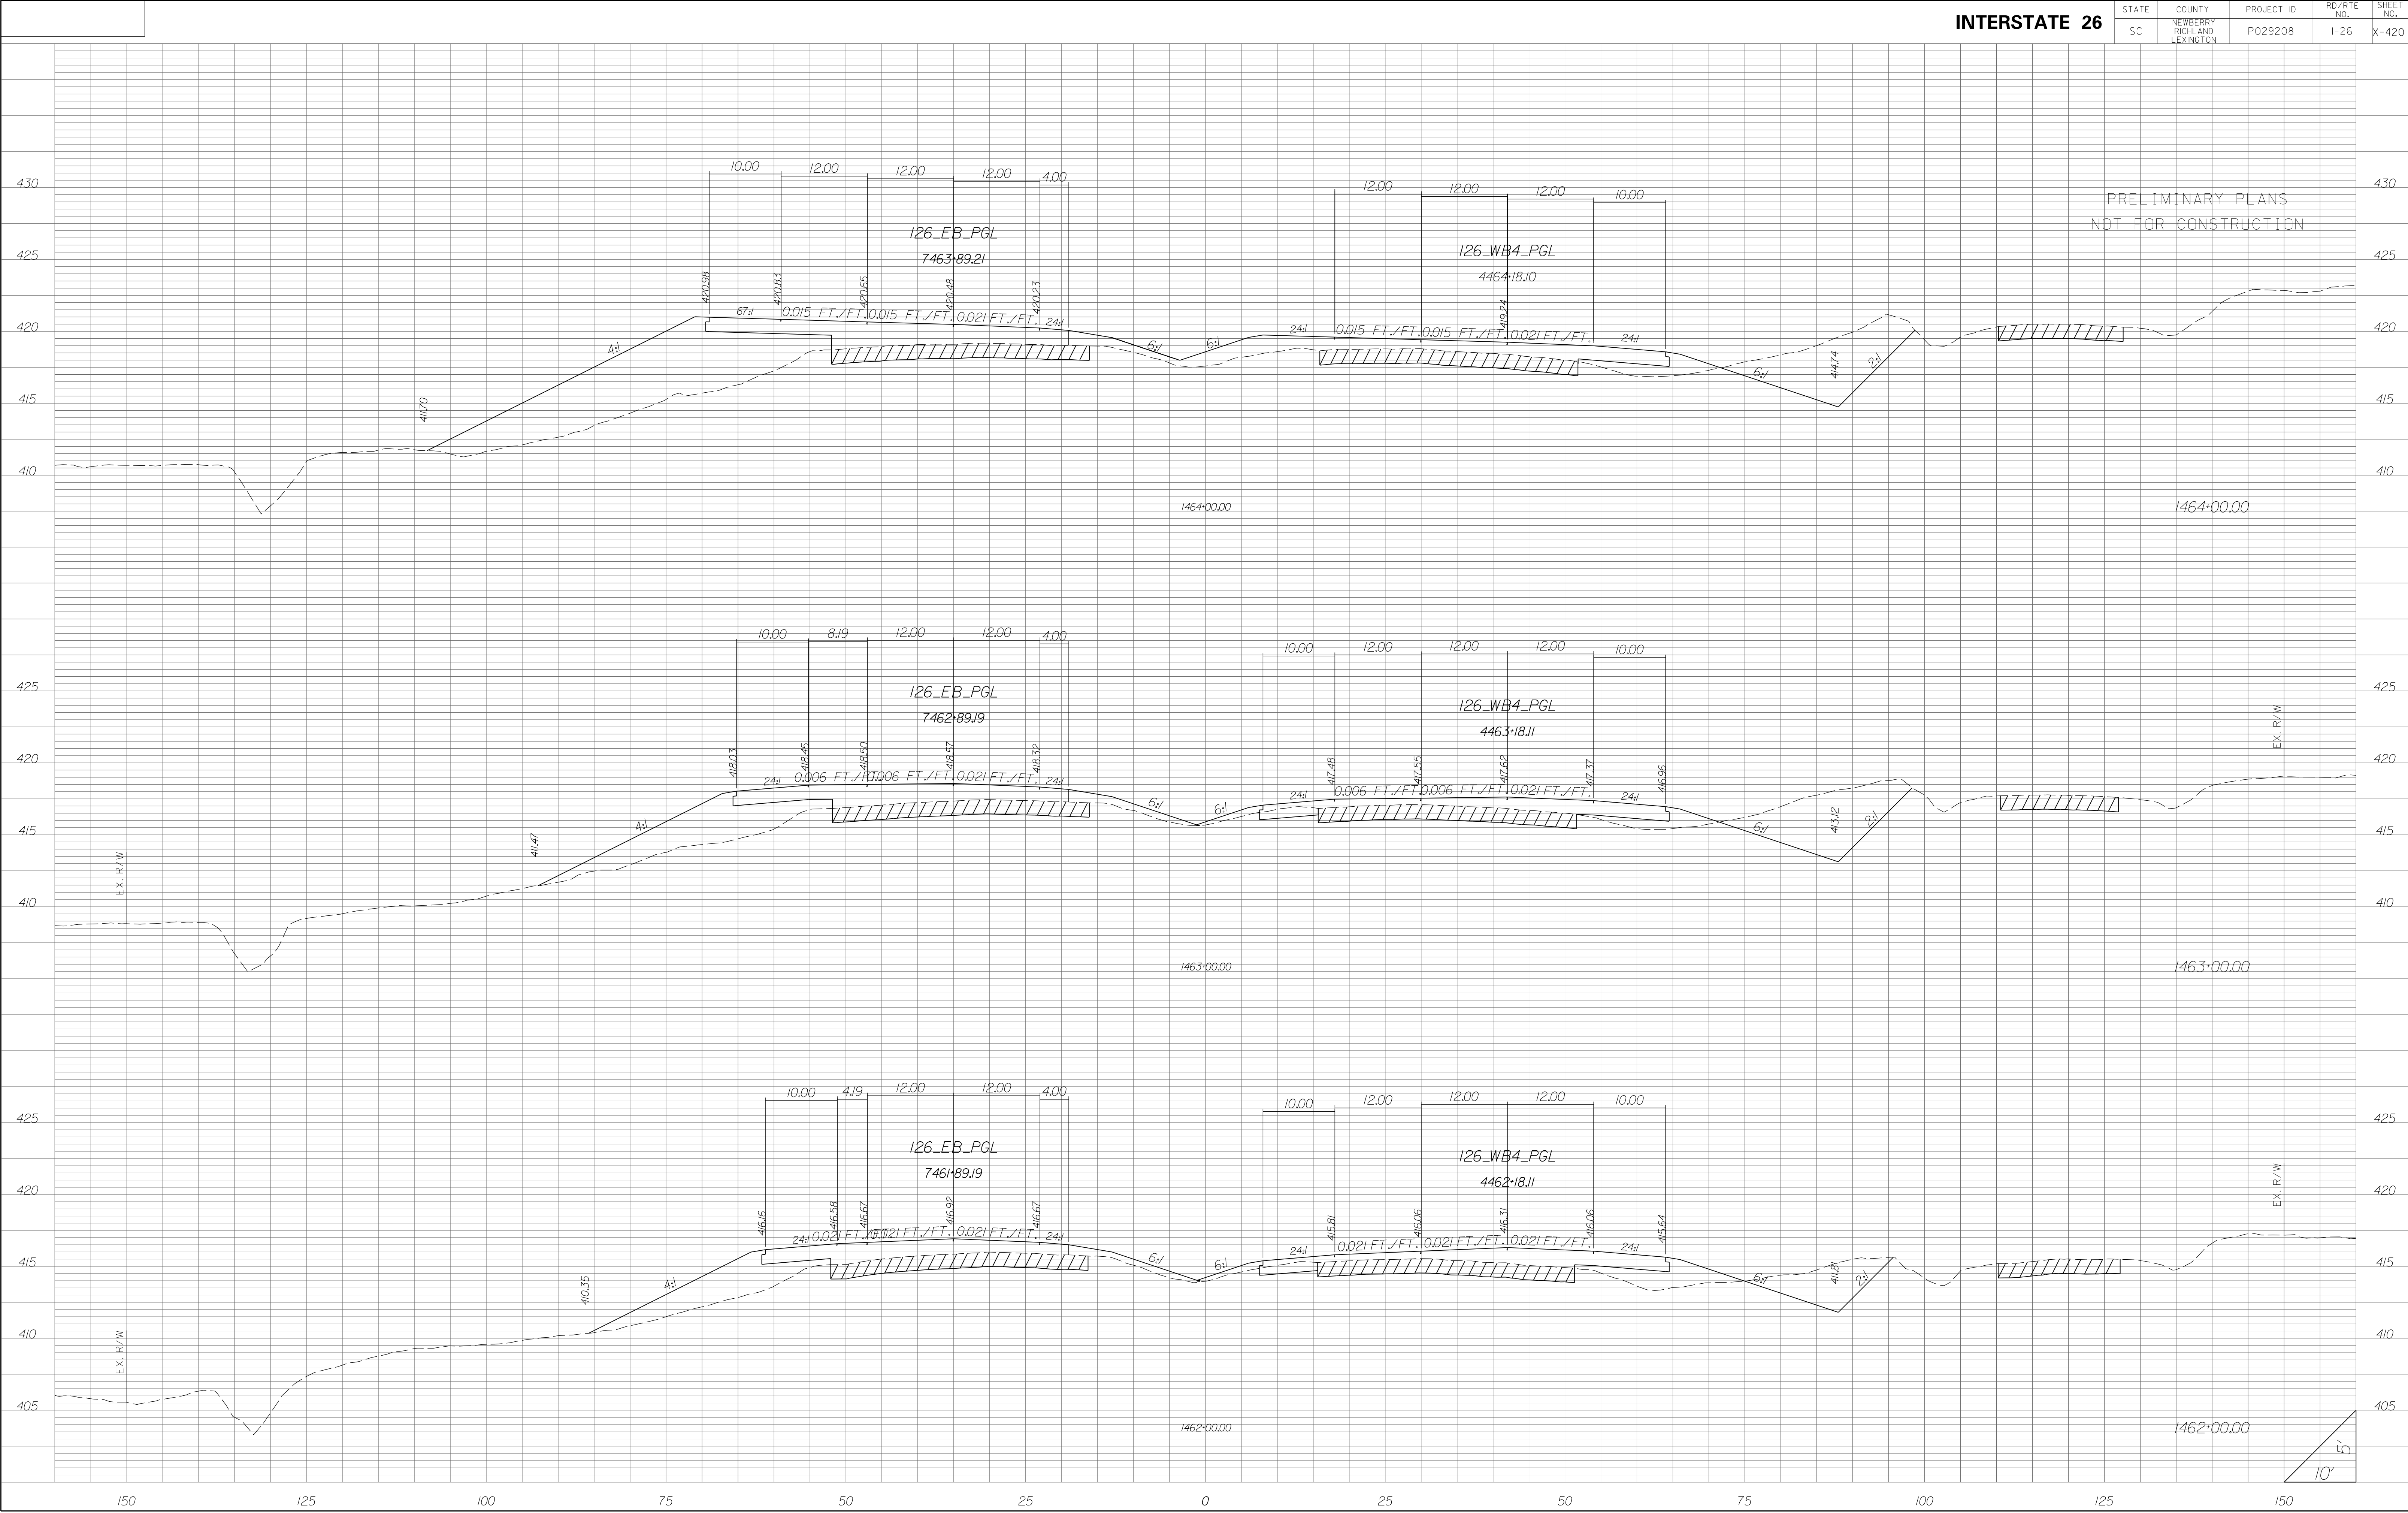 INTERSTATE 26
STATE COUNTY PROJECT ID RD/RTE NO. SHEET NO.
SC NEWBERRY RICHLAND LEXINGTON P029208 I-26 X-420
PRELIMINARY PLANS
NOT FOR CONSTRUCTION
10.00 12.00 12.00 12.00 4.00
12.00 12.00 12.00 10.00
430 430
I26_EB_PGL
7463+89.21
I26_WB4_PGL
4464+18.10
425 425
420.98 420.83 420.65 420.48 420.23
419.24
67:1 0.015 FT./FT. 0.015 FT./FT. 0.021 FT./FT. 24:1
24:1 0.015 FT./FT. 0.015 FT./FT. 0.021 FT./FT. 24:1
420 420
4:1 6:1 6:1 6:1 2:1
411.70 414.74
415 415
410 410
1464+00.00 1464+00.00
10.00 8.19 12.00 12.00 4.00
10.00 12.00 12.00 12.00 10.00
425 425
I26_EB_PGL
7462+89.19
I26_WB4_PGL
4463+18.11
EX. R/W
420 420
418.03 418.45 418.50 418.57 418.32
417.48 417.55 417.62 417.37 416.96
24:1 0.006 FT./FT. 0.006 FT./FT. 0.021 FT./FT. 24:1
24:1 0.006 FT./FT. 0.006 FT./FT. 0.021 FT./FT. 24:1
4:1 6:1 6:1 6:1 2:1
411.47 413.12
415 415
EX. R/W
410 410
1463+00.00 1463+00.00
10.00 4.19 12.00 12.00 4.00
10.00 12.00 12.00 12.00 10.00
425 425
I26_EB_PGL
7461+89.19
I26_WB4_PGL
4462+18.11
EX. R/W
420 420
416.16 416.58 416.67 416.92 416.67
415.81 416.06 416.31 416.06 415.64
24:1 0.021 FT./FT. 0.021 FT./FT. 0.021 FT./FT. 24:1
24:1 0.021 FT./FT. 0.021 FT./FT. 0.021 FT./FT. 24:1
415 415
4:1 6:1 6:1 6:1 2:1
410.35 411.81
EX. R/W
410 410
405 405
1462+00.00 1462+00.00
5'
10'
150 125 100 75 50 25 0 25 50 75 100 125 150